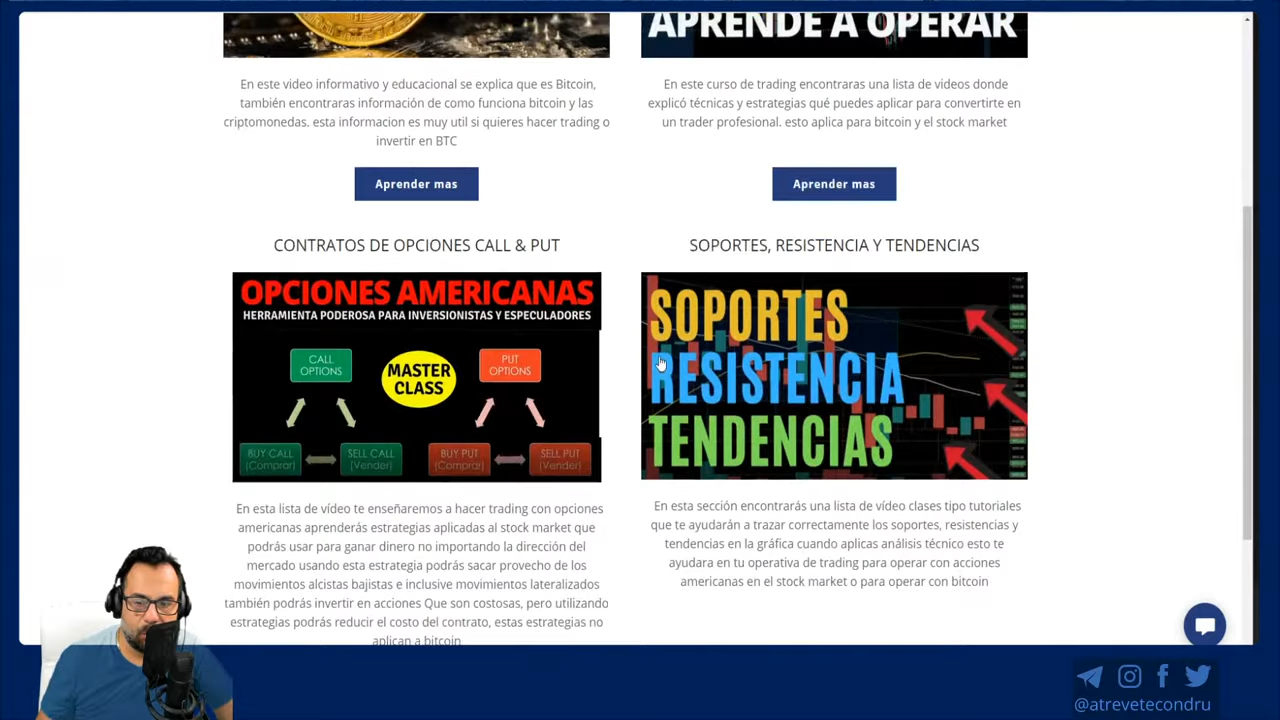 APRENDE A OPERAR
En este video informativo y educacional se explica que es Bitcoin,
también encontraras información de como funciona bitcoin y las
criptomonedas. esta informacion es muy util si quieres hacer trading o
invertir en BTC
En este curso de trading encontraras una lista de videos donde
explicó técnicas y estrategias qué puedes aplicar para convertirte en
un trader profesional. esto aplica para bitcoin y el stock market
Aprender mas
Aprender mas
CONTRATOS DE OPCIONES CALL & PUT
SOPORTES, RESISTENCIA Y TENDENCIAS
OPCIONES AMERICANAS
HERRAMIENTA PODEROSA PARA INVERSIONISTAS Y ESPECULADORES
CALL
OPTIONS
MASTER
CLASS
PUT
OPTIONS
BUY CALL
(Comprar)
SELL CALL
(Vender)
BUY PUT
(Comprar)
SELL PUT
(Vender)
SOPORTES
RESISTENCIA
TENDENCIAS
En esta lista de vídeo te enseñaremos a hacer trading con opciones
americanas aprenderás estrategias aplicadas al stock market que
podrás usar para ganar dinero no importando la dirección del
mercado usando esta estrategia podrás sacar provecho de los
movimientos alcistas bajistas e inclusive movimientos lateralizados
también podrás invertir en acciones Que son costosas, pero utilizando
estrategias podrás reducir el costo del contrato, estas estrategias no
aplican a bitcoin
En esta sección encontrarás una lista de vídeo clases tipo tutoriales
que te ayudarán a trazar correctamente los soportes, resistencias y
tendencias en la gráfica cuando aplicas análisis técnico esto te
ayudara en tu operativa de trading para operar con acciones
americanas en el stock market o para operar con bitcoin
@atrevetecondru